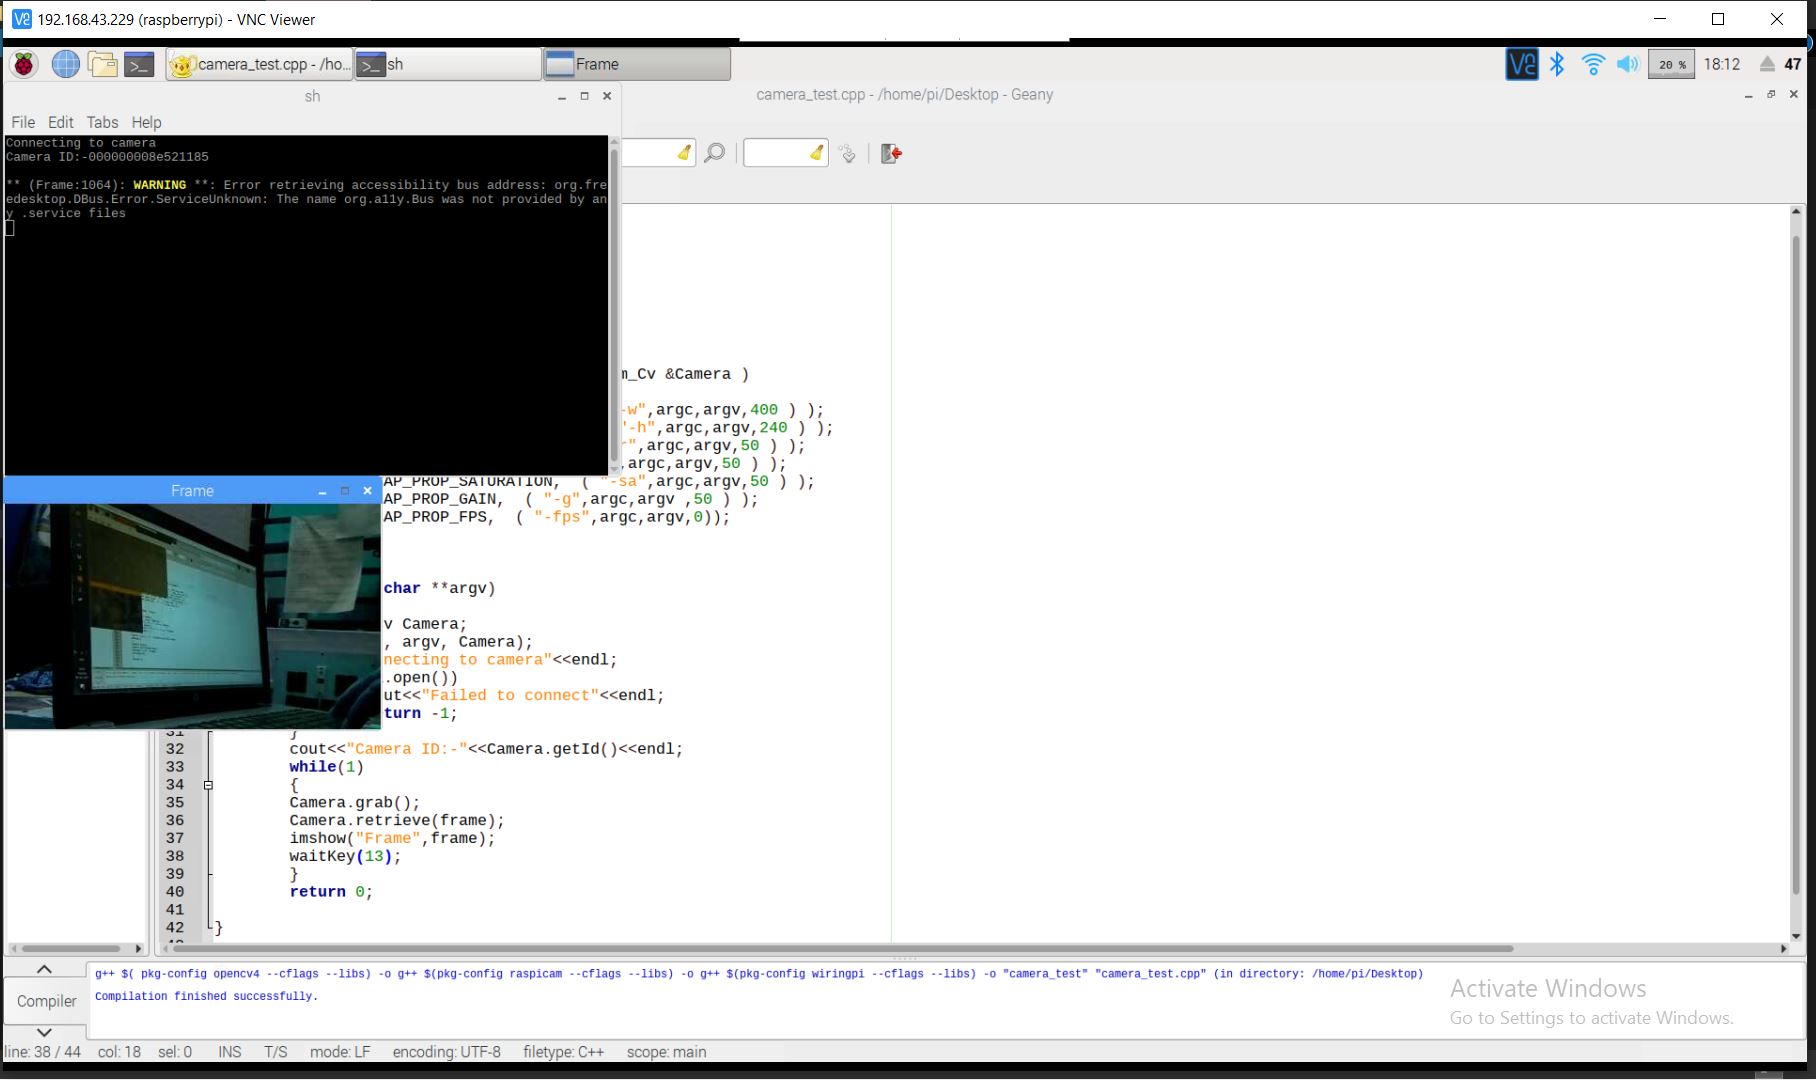 192.168.43.229 (raspberrypi) - VNC Viewer
camera_test.cpp - /ho...
sh
Frame
20 %
18:12
47
sh
camera_test.cpp - /home/pi/Desktop - Geany
File Edit Tabs Help
Connecting to camera
Camera ID:-000000008e521185
** (Frame:1064): WARNING **: Error retrieving accessibility bus address: org.fre
edesktop.DBus.Error.ServiceUnknown: The name org.a11y.Bus was not provided by an
y .service files
_Cv &Camera )
-w",argc,argv,400 ) );
"-h",argc,argv,240 ) );
",argc,argv,50 ) );
,argc,argv,50 ) );
AP_PROP_SATURATION, ( "-sa",argc,argv,50 ) );
AP_PROP_GAIN, ( "-g",argc,argv ,50 ) );
AP_PROP_FPS, ( "-fps",argc,argv,0));
Frame
char **argv)
v Camera;
, argv, Camera);
necting to camera"<<endl;
.open())
ut<<"Failed to connect"<<endl;
turn -1;
31 }
32 cout<<"Camera ID:-"<<Camera.getId()<<endl;
33 while(1)
34 {
35 Camera.grab();
36 Camera.retrieve(frame);
37 imshow("Frame",frame);
38 waitKey(13);
39 }
40 return 0;
41
42 }
g++ $( pkg-config opencv4 --cflags --libs) -o g++ $(pkg-config raspicam --cflags --libs) -o g++ $(pkg-config wiringpi --cflags --libs) -o "camera_test" "camera_test.cpp" (in directory: /home/pi/Desktop)
Compilation finished successfully.
Compiler
Activate Windows
Go to Settings to activate Windows.
line: 38 / 44 col: 18 sel: 0 INS T/S mode: LF encoding: UTF-8 filetype: C++ scope: main